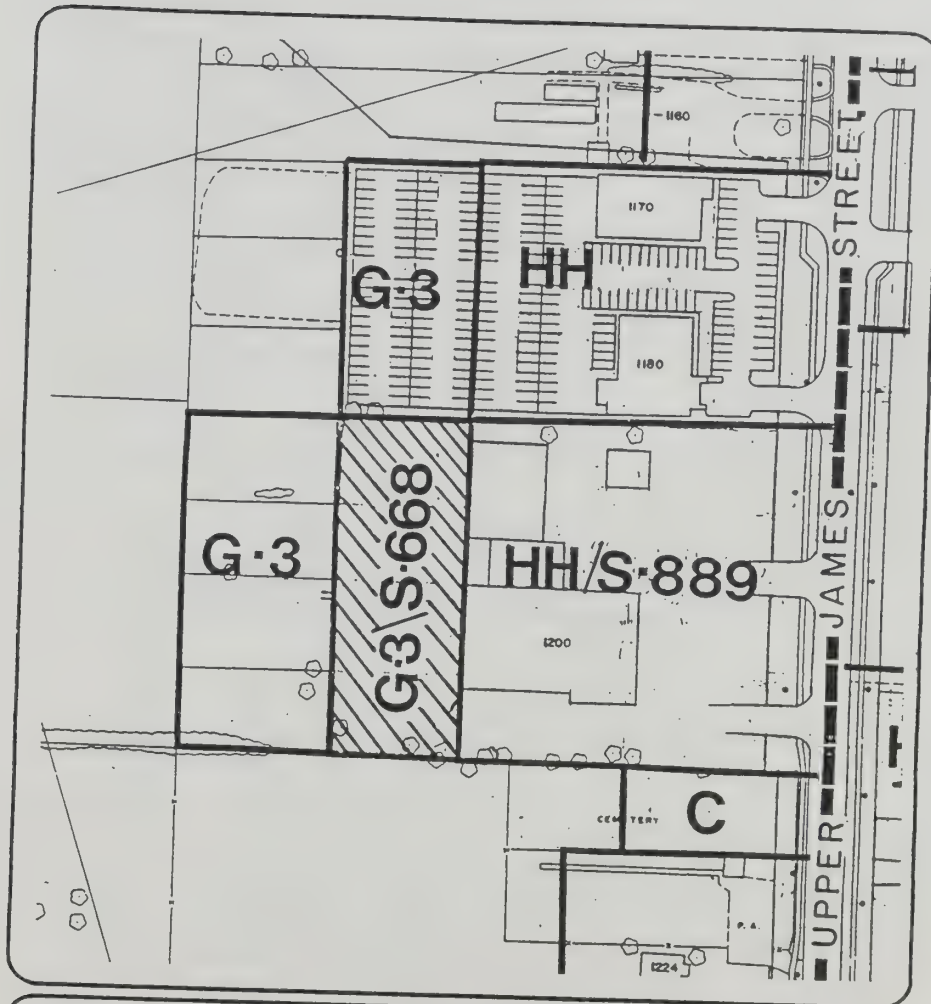 1160
1170
G-3
HH
1180
G-3
G-3/S-668
HH/S-889
1200
CEMETERY
C
P. A.
1224
UPPER JAMES STREET